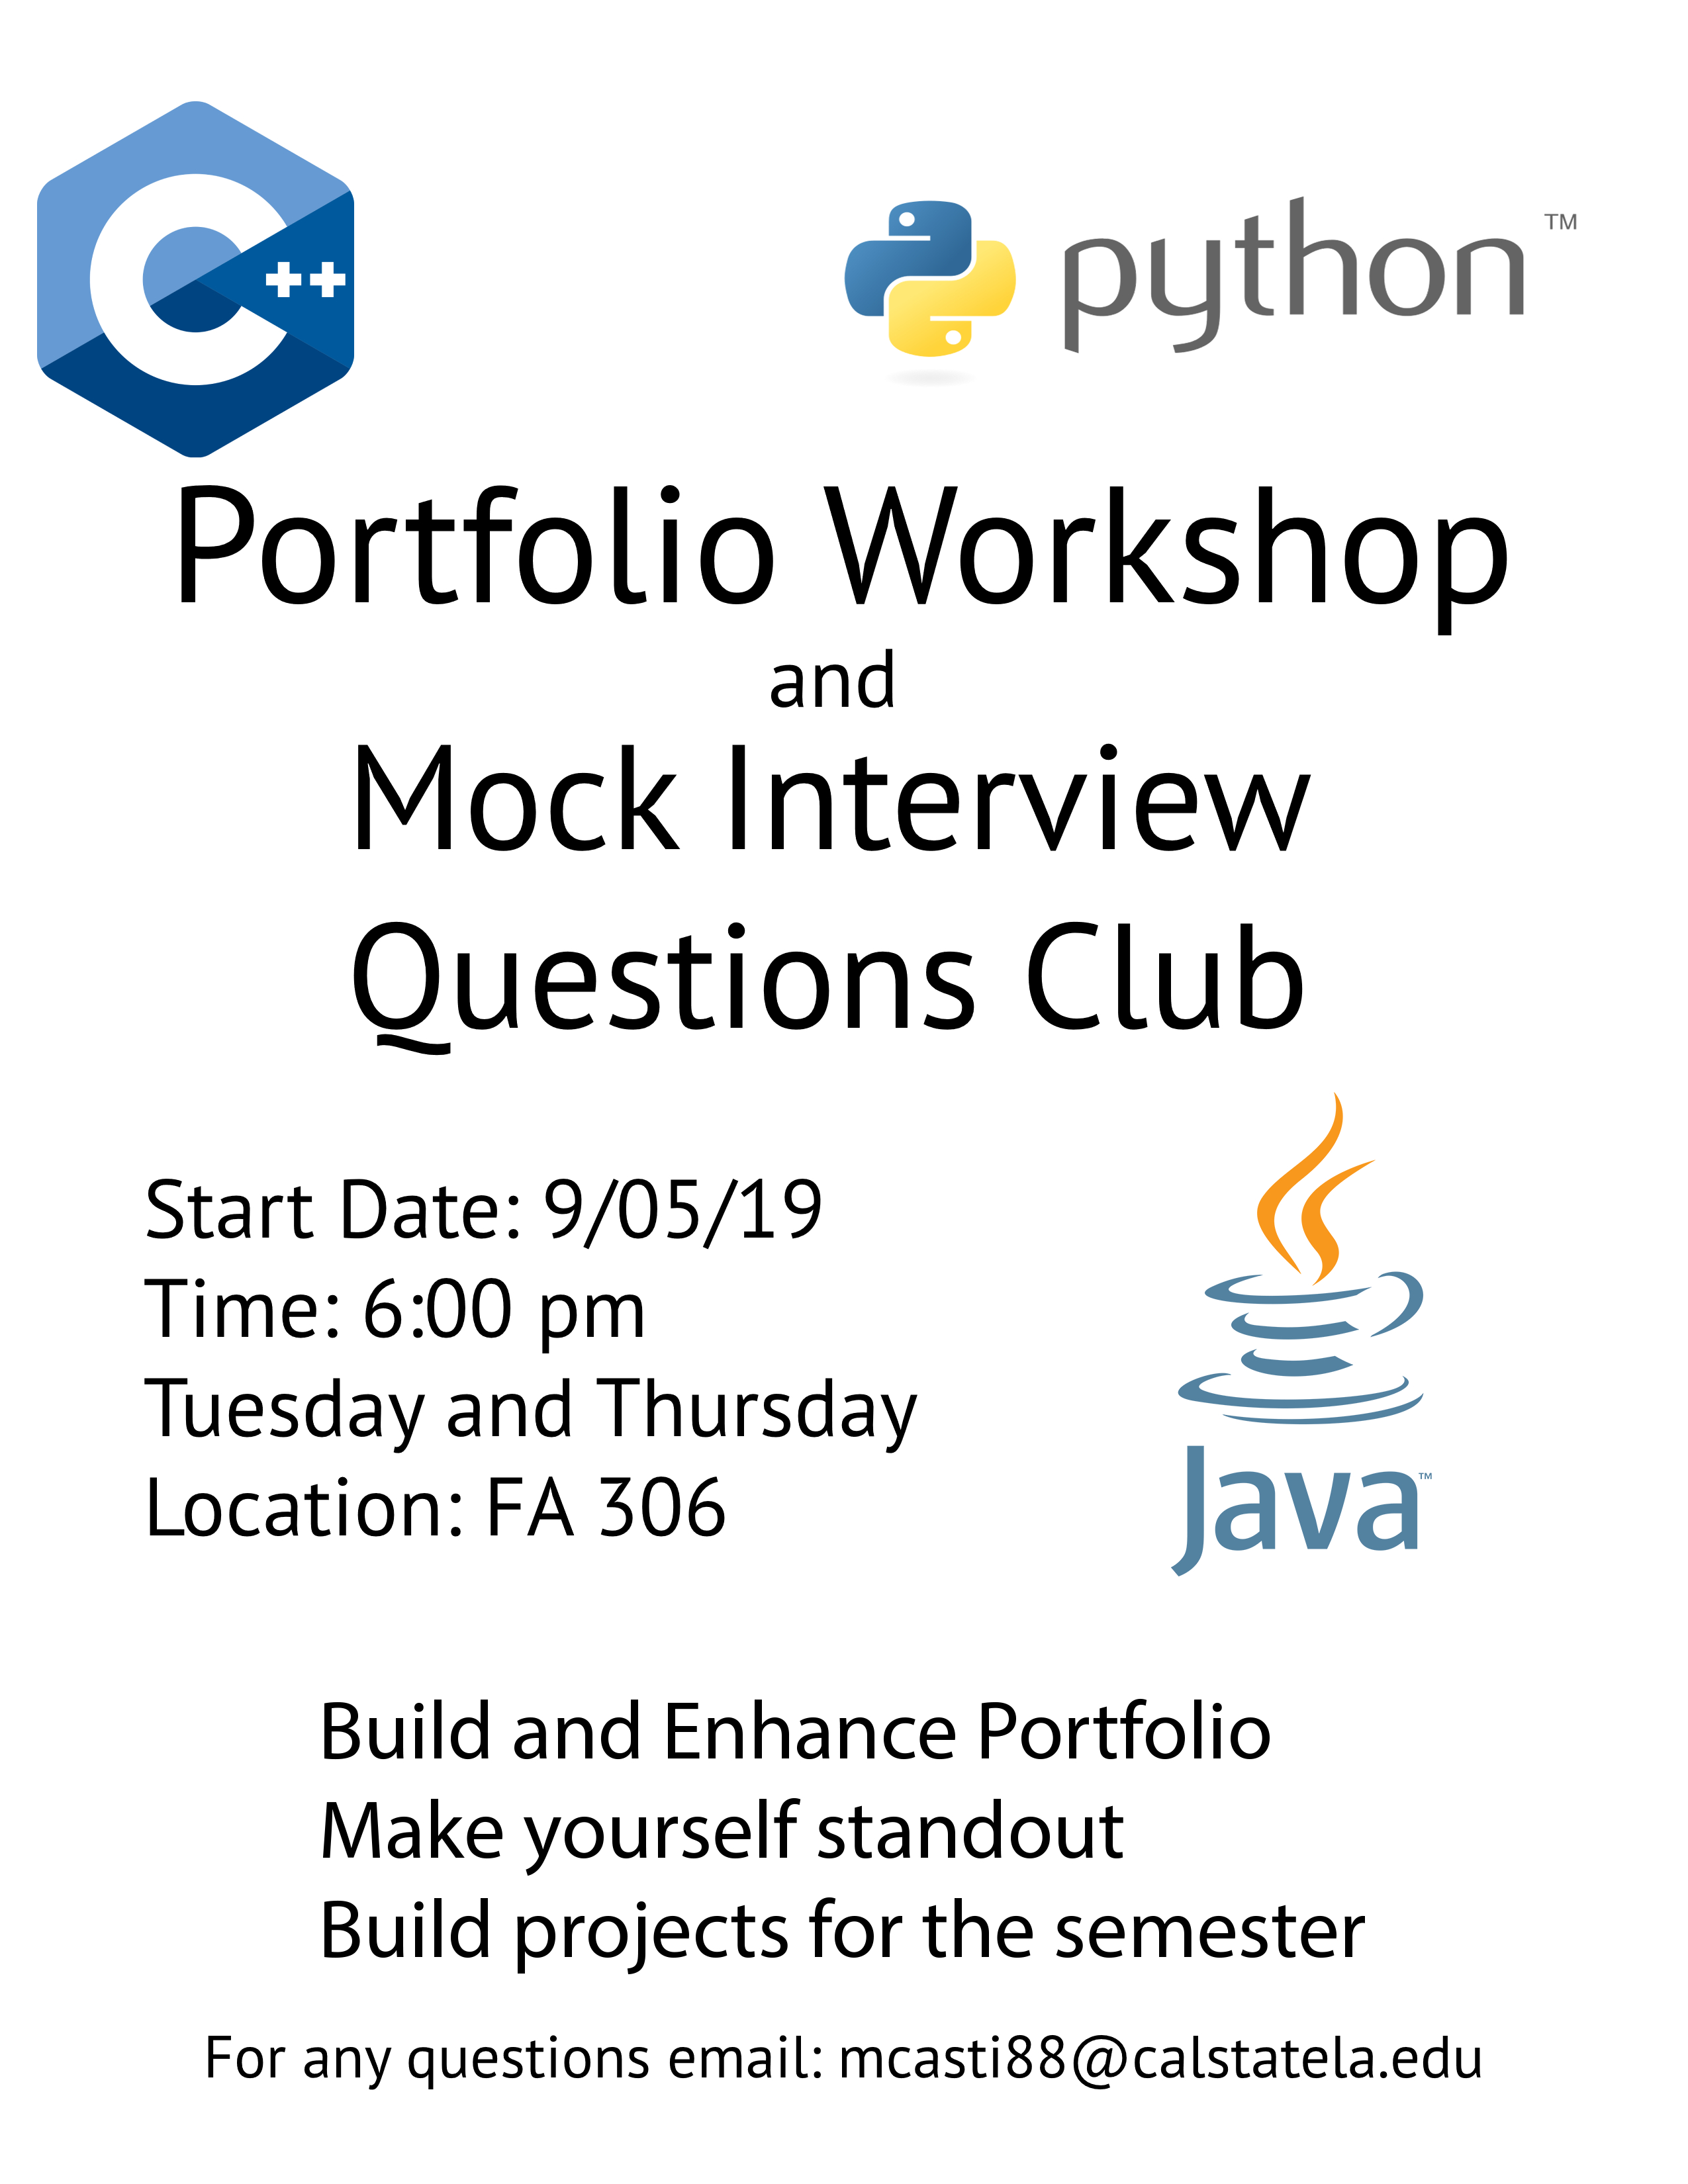 C++
python™
Portfolio Workshop
and
Mock Interview
Questions Club
Start Date: 9/05/19
Time: 6:00 pm
Tuesday and Thursday
Location: FA 306
Java™
Build and Enhance Portfolio
Make yourself standout
Build projects for the semester
For any questions email: mcasti88@calstatela.edu